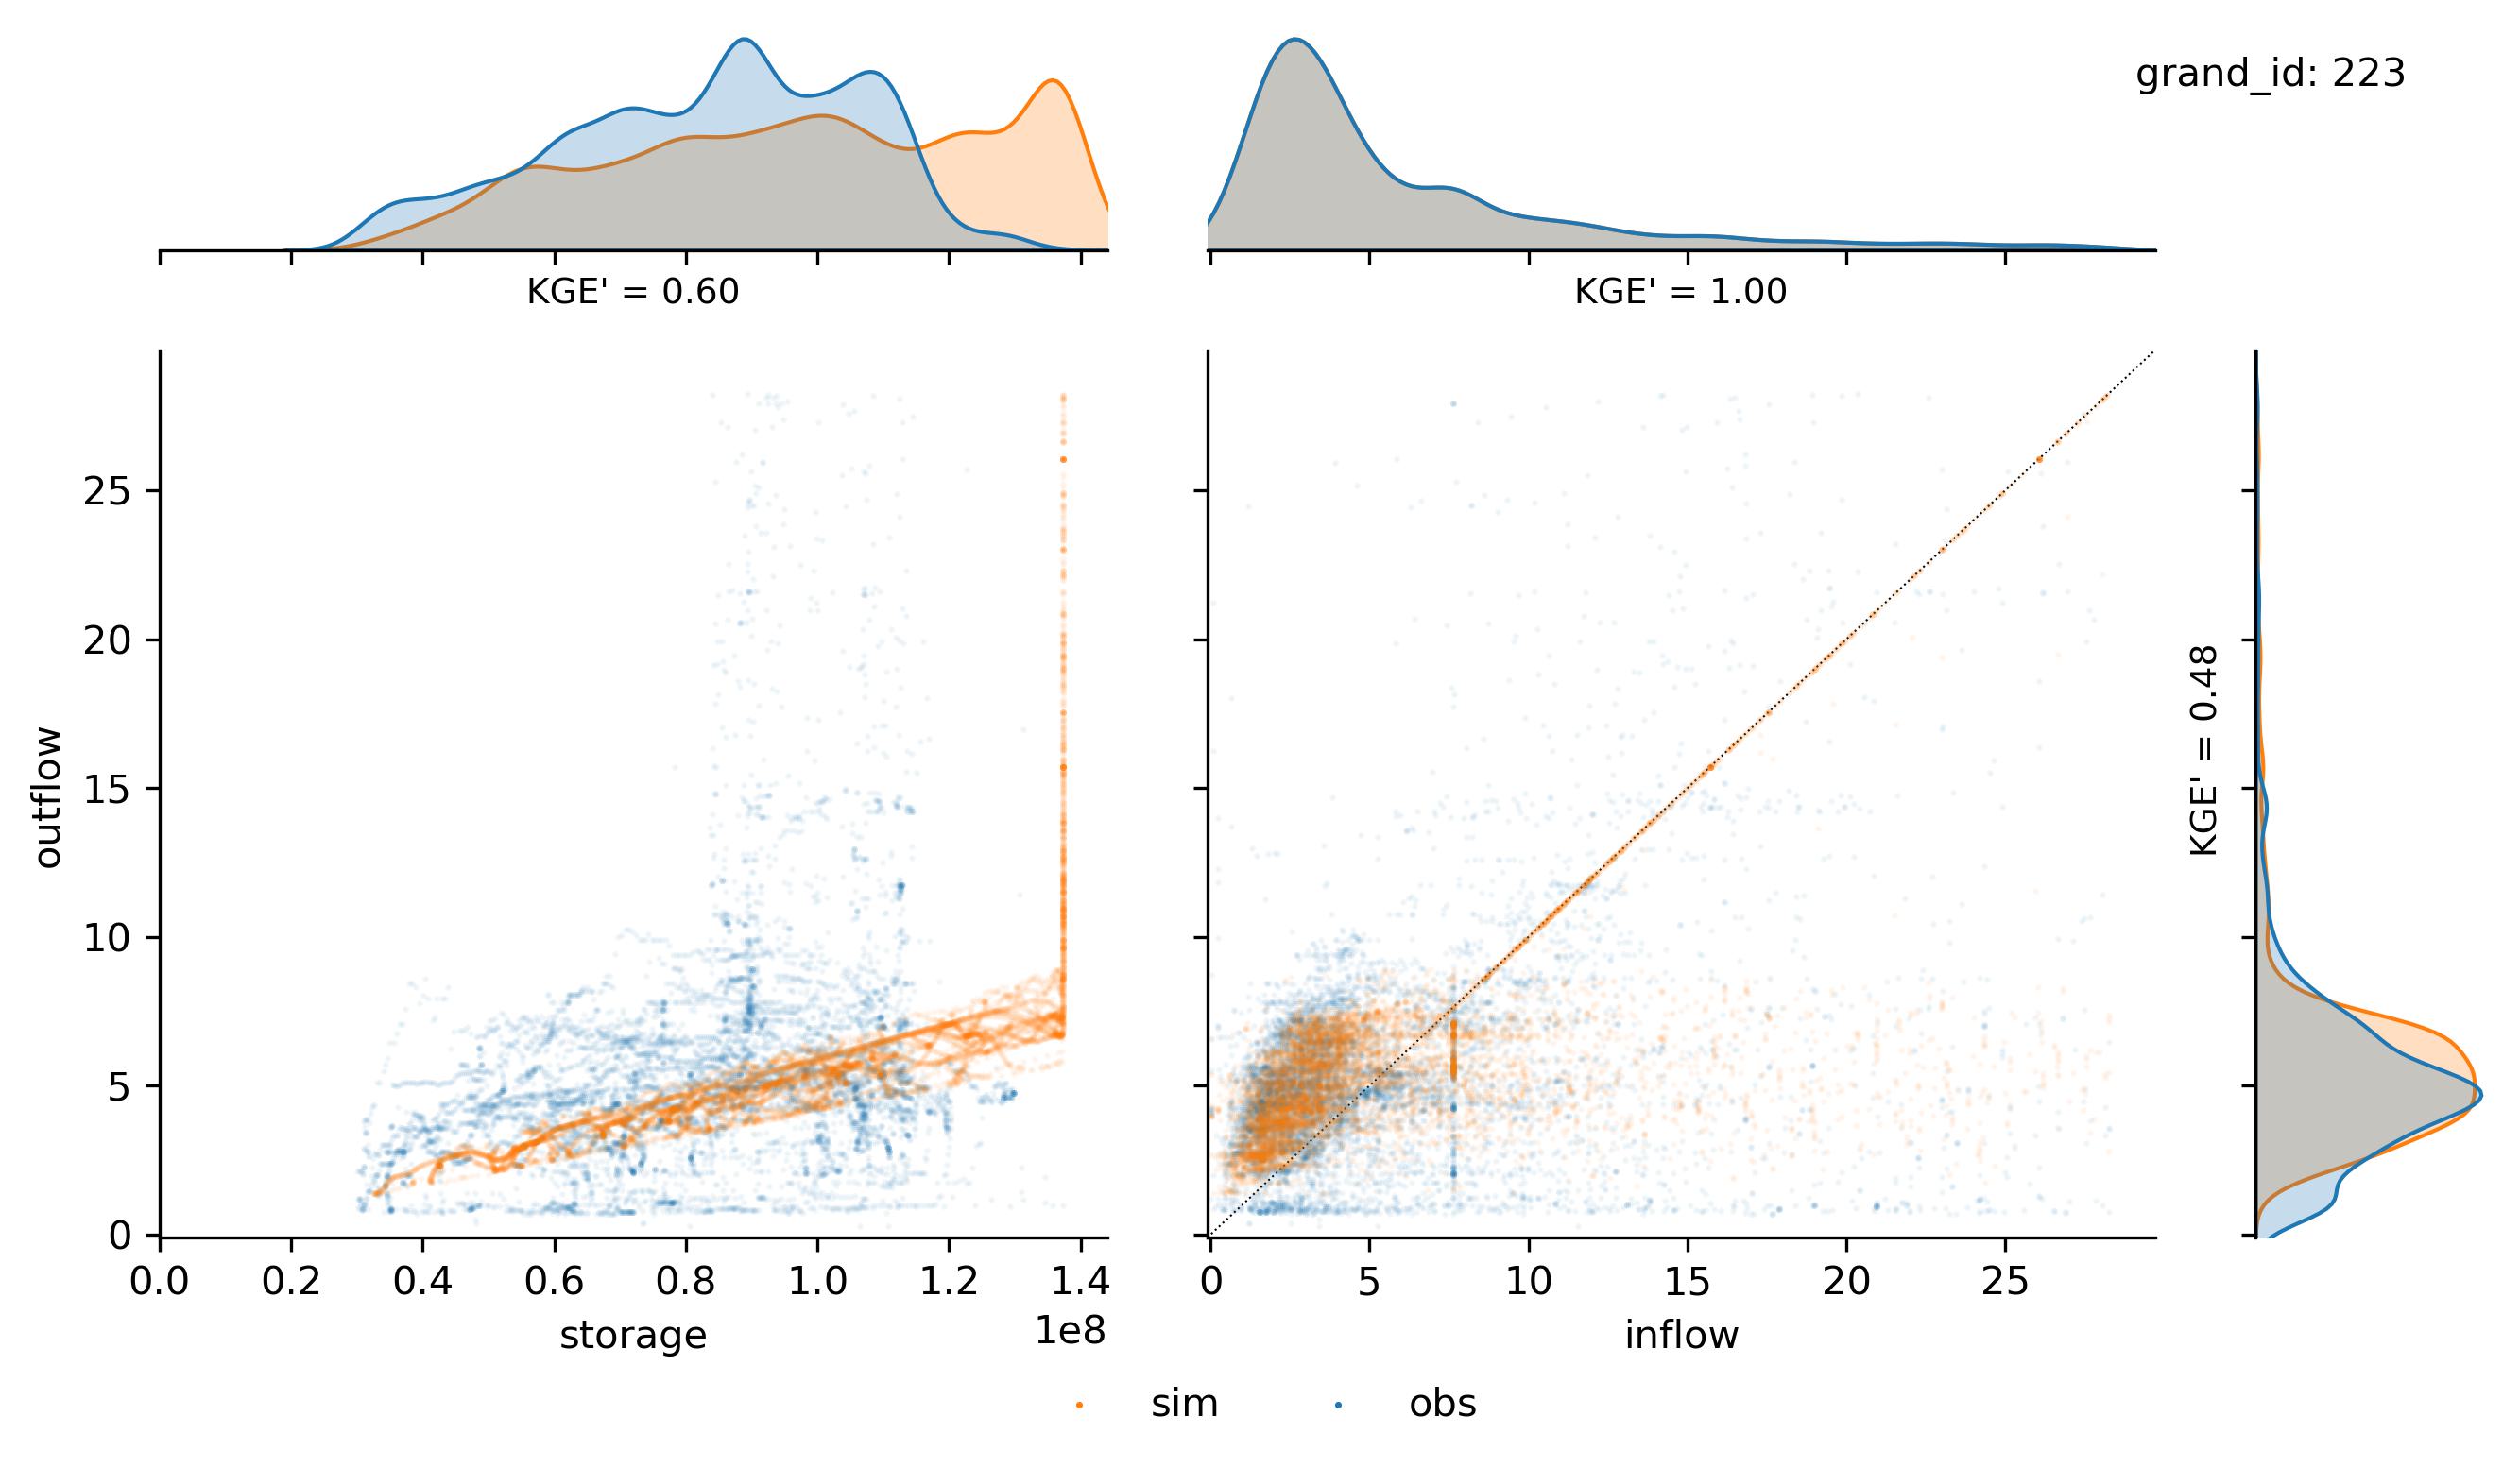 grand_id: 223
KGE' = 0.60
KGE' = 1.00
25
20
15
10
5
0
outflow
KGE' = 0.48
0.0 0.2 0.4 0.6 0.8 1.0 1.2 1.4
1e8
storage
0 5 10 15 20 25
inflow
sim obs